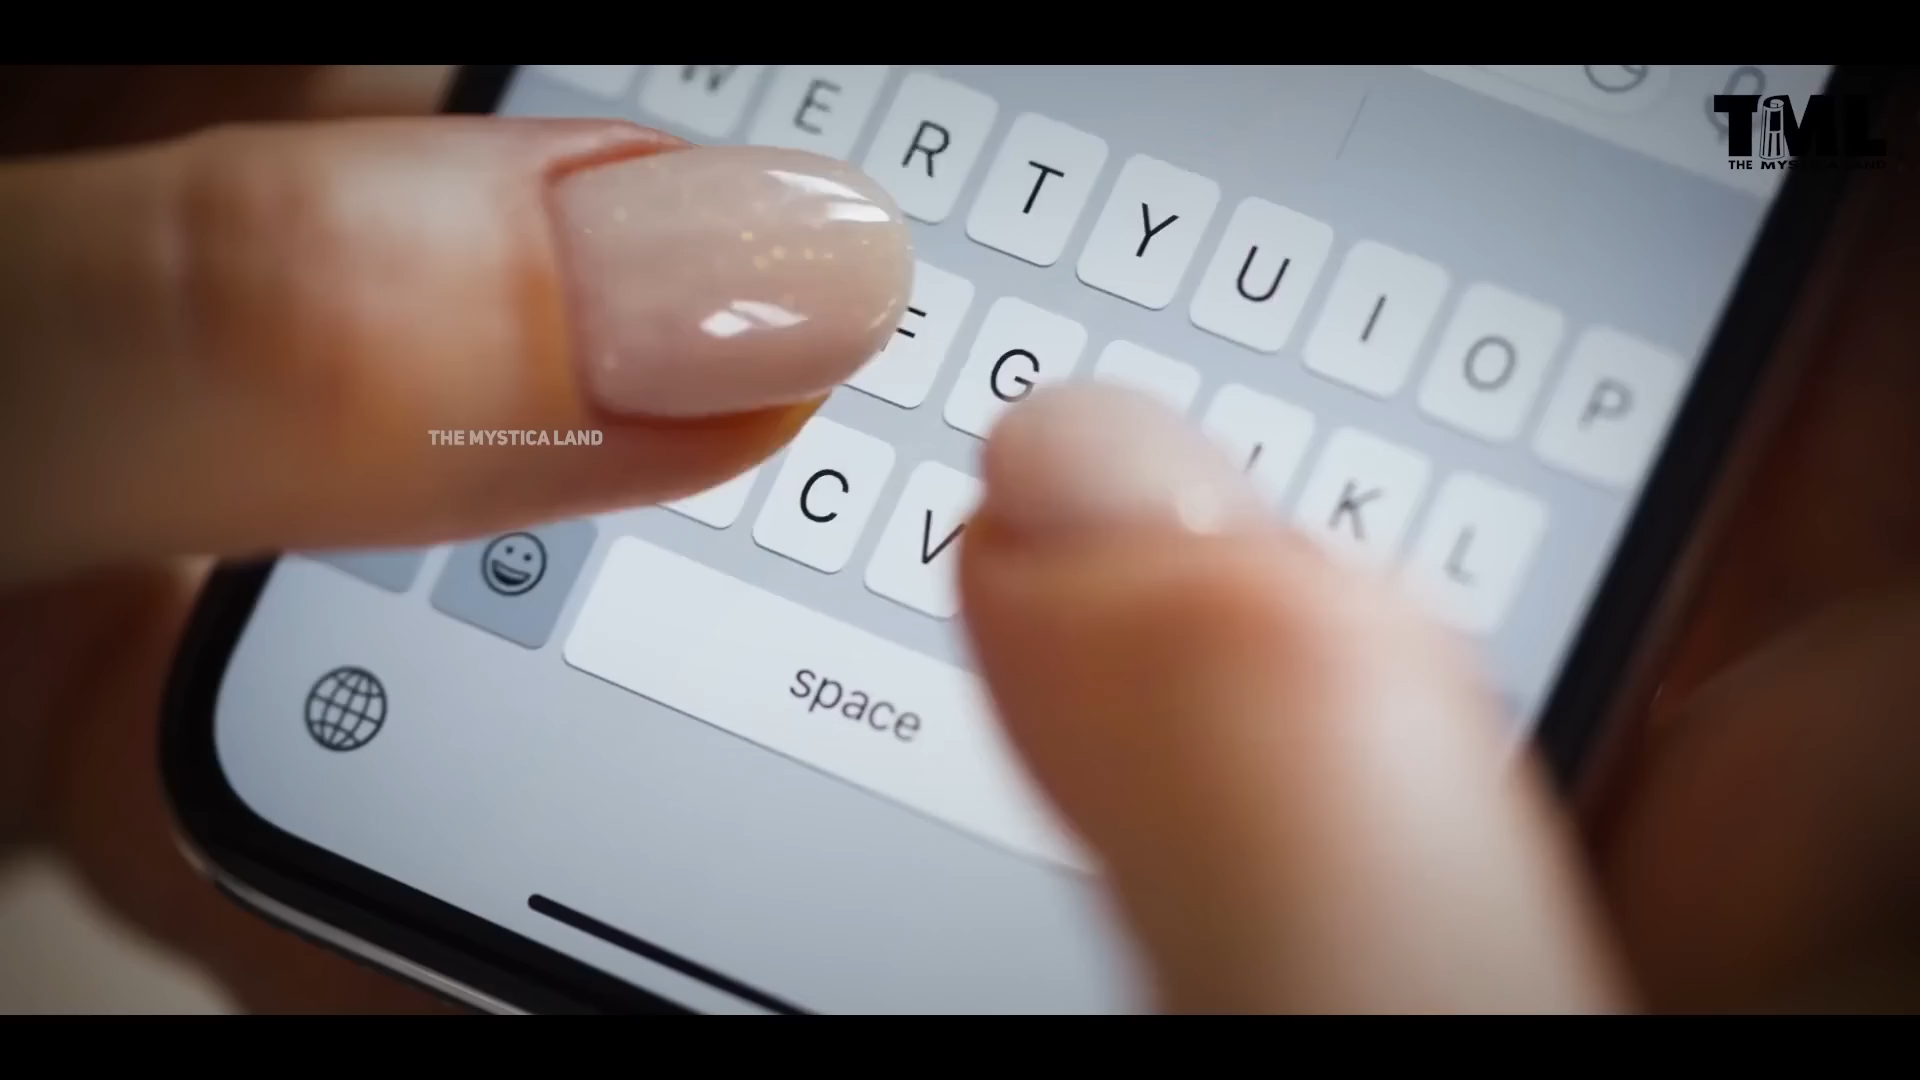 W E R T Y U I O P
F G J K L
C V
space
TML
THE MYSTICA LAND
THE MYSTICA LAND